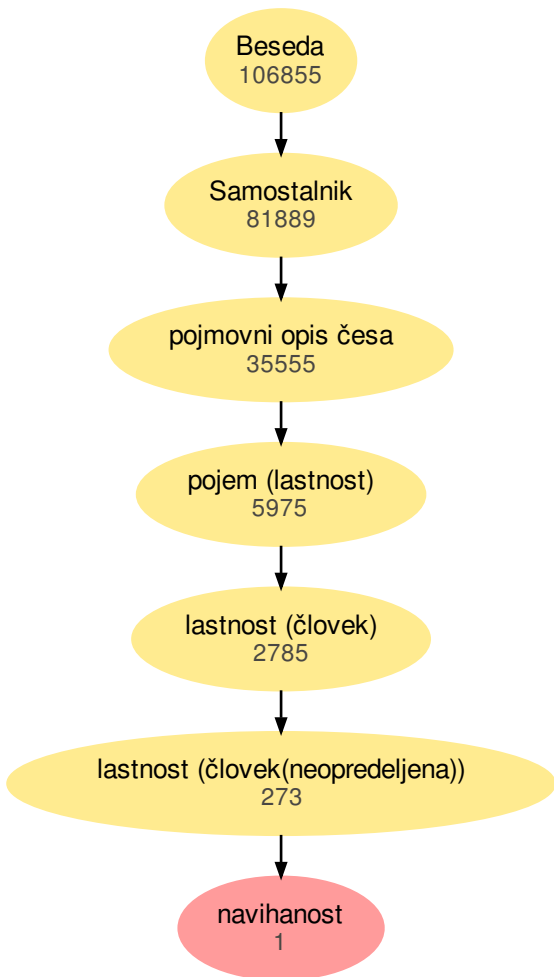 Beseda
106855
Samostalnik
81889
pojmovni opis česa
35555
pojem (lastnost)
5975
lastnost (človek)
2785
lastnost (človek(neopredeljena))
273
navihanost
1